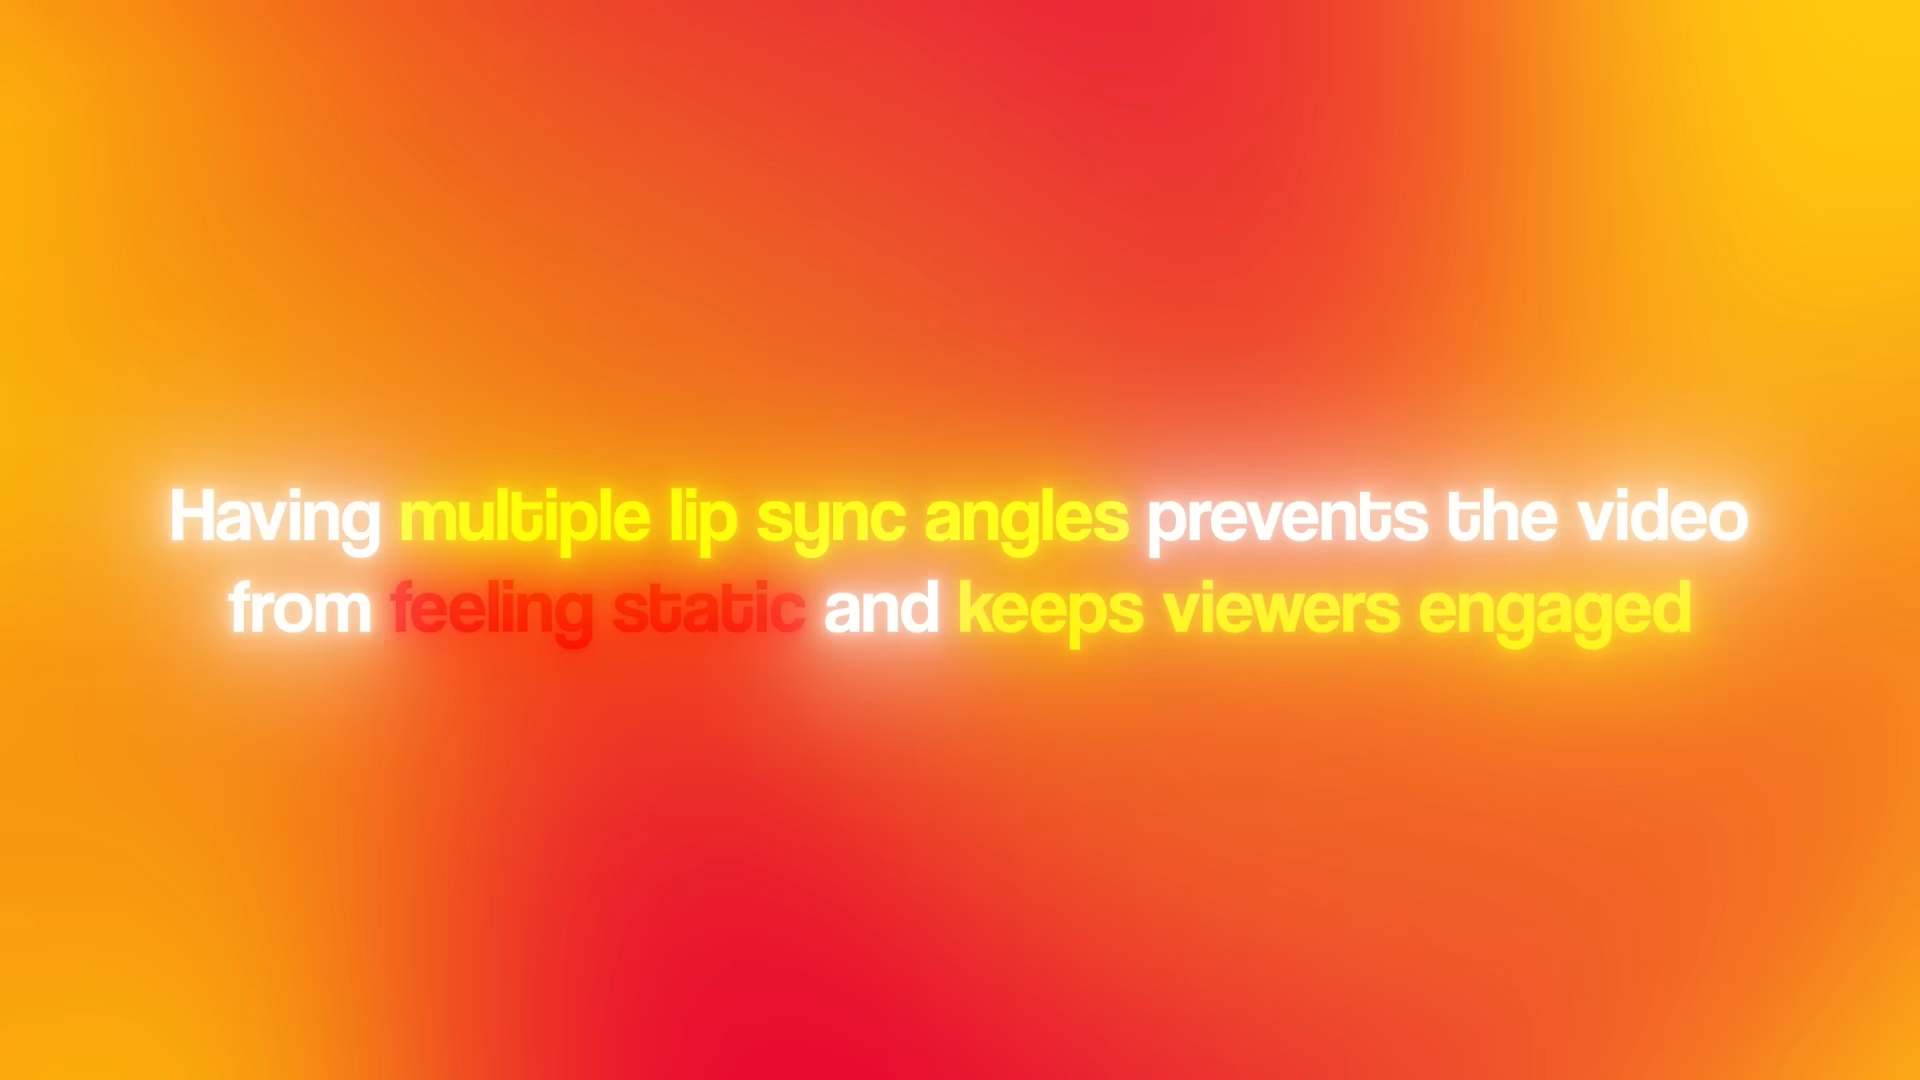 Having multiple lip sync angles prevents the video
from feeling static and keeps viewers engaged